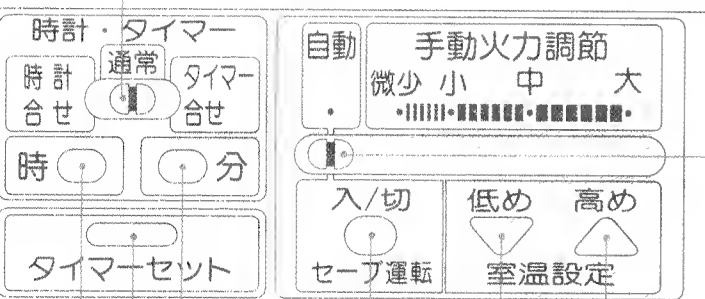 時計・タイマー
時計
合せ
通常
タイマー
合せ
時
分
タイマーセット
自動
手動火力調節
微少 小 中 大
入/切
セーブ運転
低め 高め
室温設定